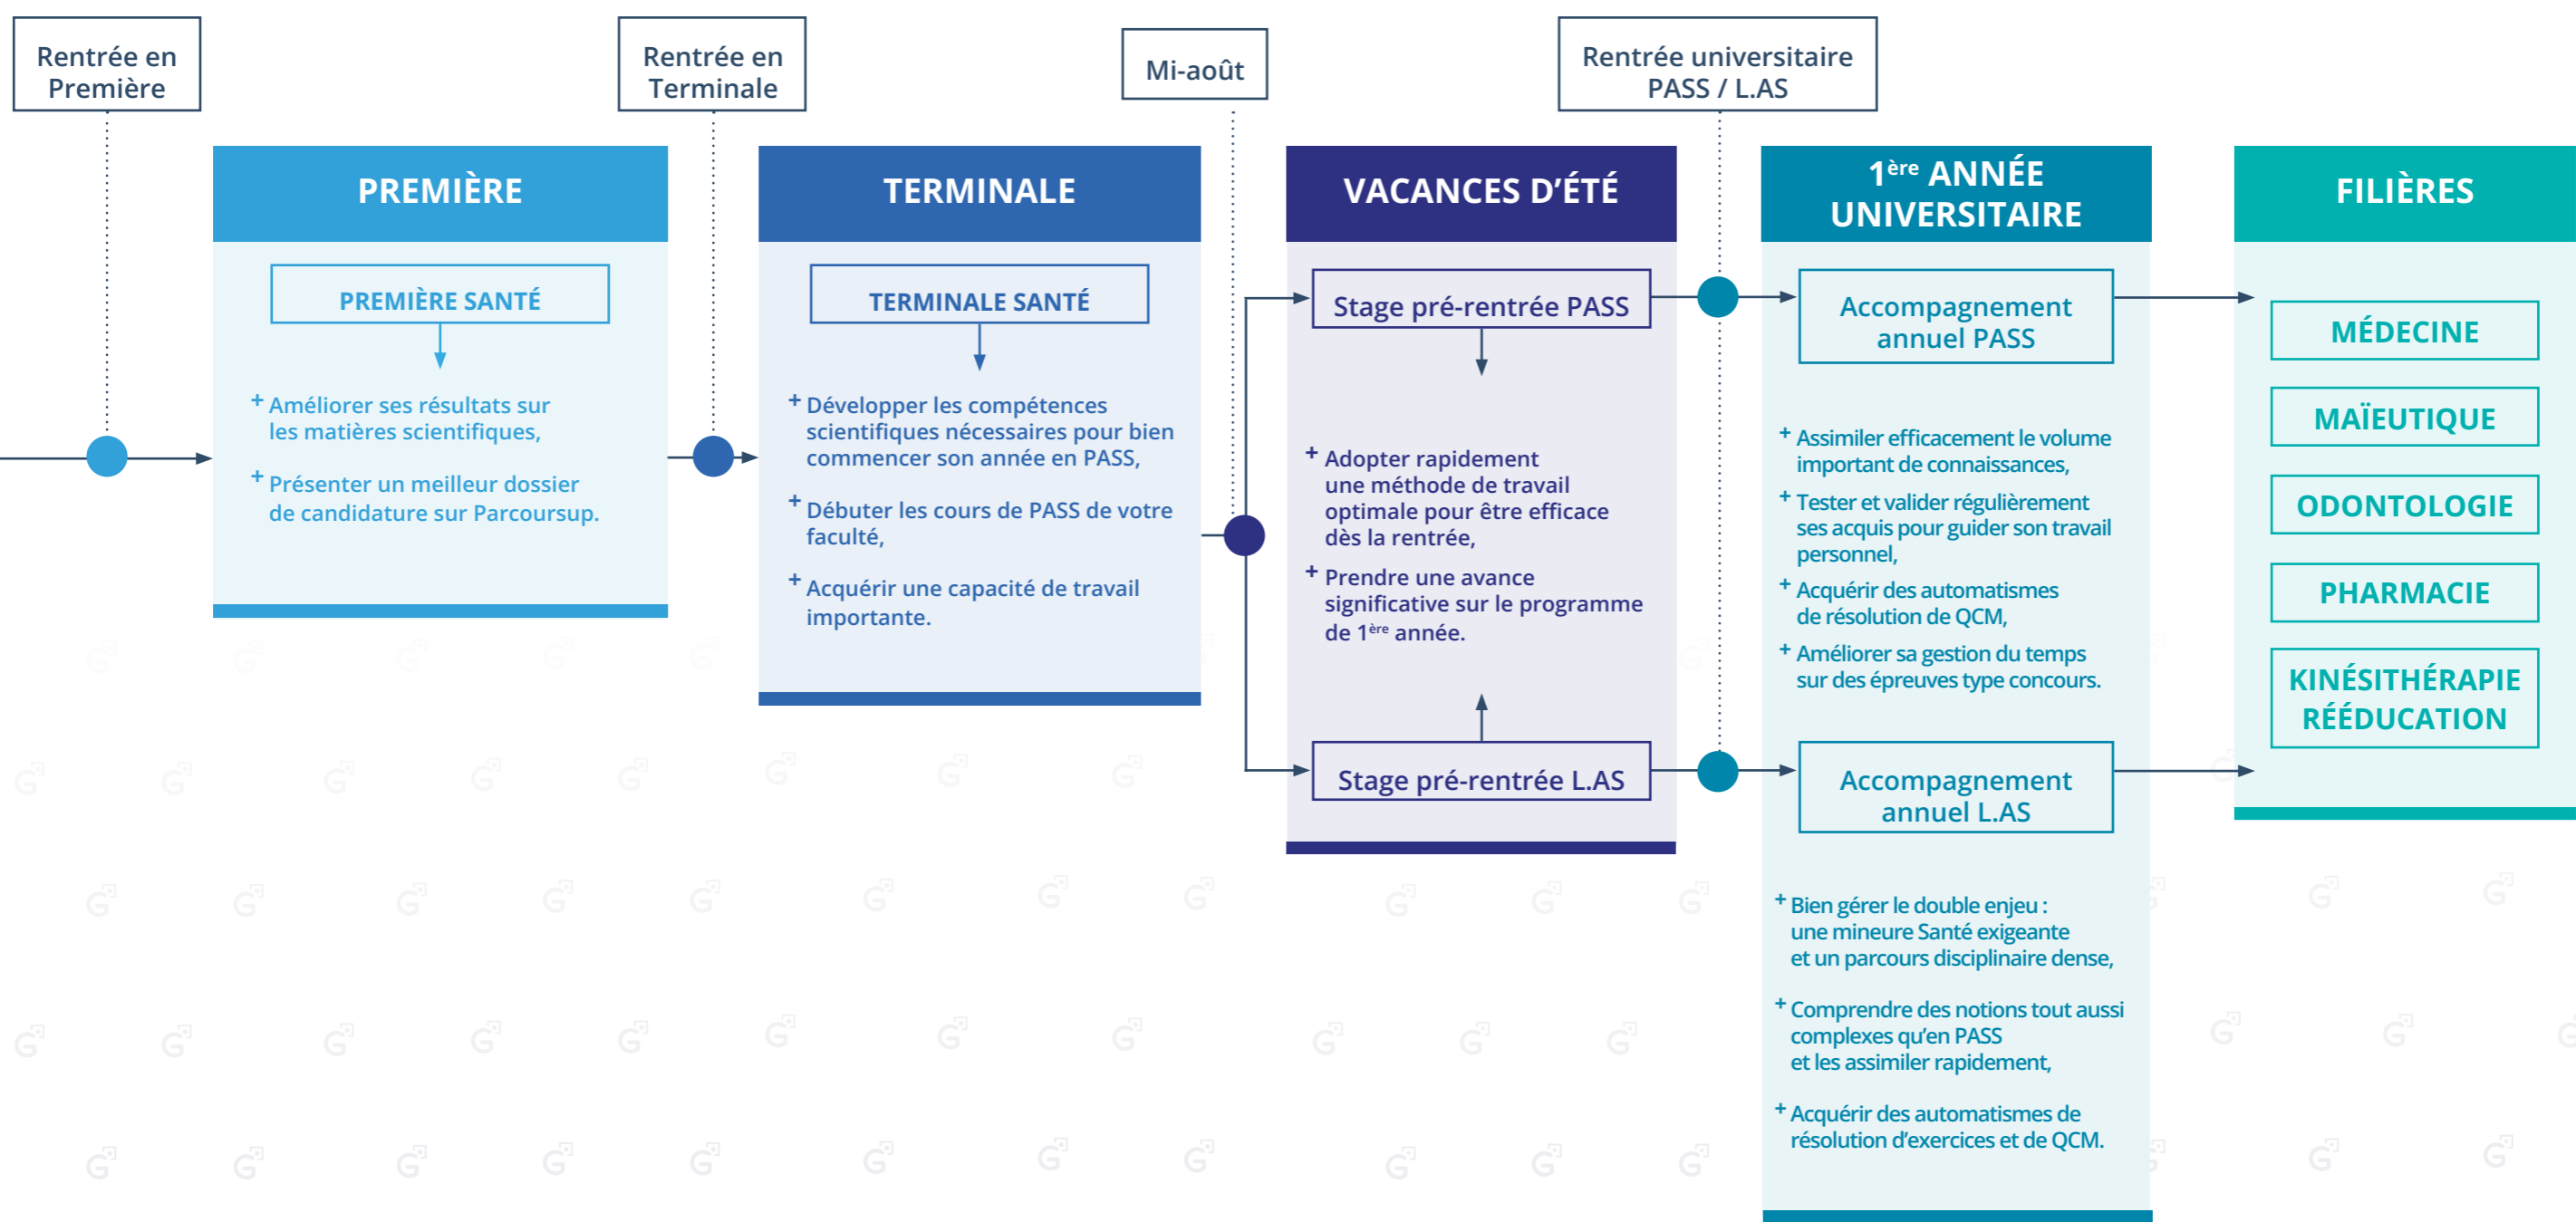 Rentrée en
Première
Rentrée en
Terminale
Mi-août
Rentrée universitaire
PASS / L.AS
PREMIÈRE
PREMIÈRE SANTÉ
+ Améliorer ses résultats sur
les matières scientifiques,
+ Présenter un meilleur dossier
de candidature sur Parcoursup.
TERMINALE
TERMINALE SANTÉ
+ Développer les compétences
scientifiques nécessaires pour bien
commencer son année en PASS,
+ Débuter les cours de PASS de votre
faculté,
+ Acquérir une capacité de travail
importante.
VACANCES D’ÉTÉ
Stage pré-rentrée PASS
+ Adopter rapidement
une méthode de travail
optimale pour être efficace
dès la rentrée,
+ Prendre une avance
significative sur le programme
de 1ère année.
Stage pré-rentrée L.AS
1ère ANNÉE
UNIVERSITAIRE
Accompagnement
annuel PASS
+ Assimiler efficacement le volume
important de connaissances,
+ Tester et valider régulièrement
ses acquis pour guider son travail
personnel,
+ Acquérir des automatismes
de résolution de QCM,
+ Améliorer sa gestion du temps
sur des épreuves type concours.
Accompagnement
annuel L.AS
+ Bien gérer le double enjeu :
une mineure Santé exigeante
et un parcours disciplinaire dense,
+ Comprendre des notions tout aussi
complexes qu’en PASS
et les assimiler rapidement,
+ Acquérir des automatismes de
résolution d’exercices et de QCM.
FILIÈRES
MÉDECINE
MAÏEUTIQUE
ODONTOLOGIE
PHARMACIE
KINÉSITHÉRAPIE
RÉÉDUCATION